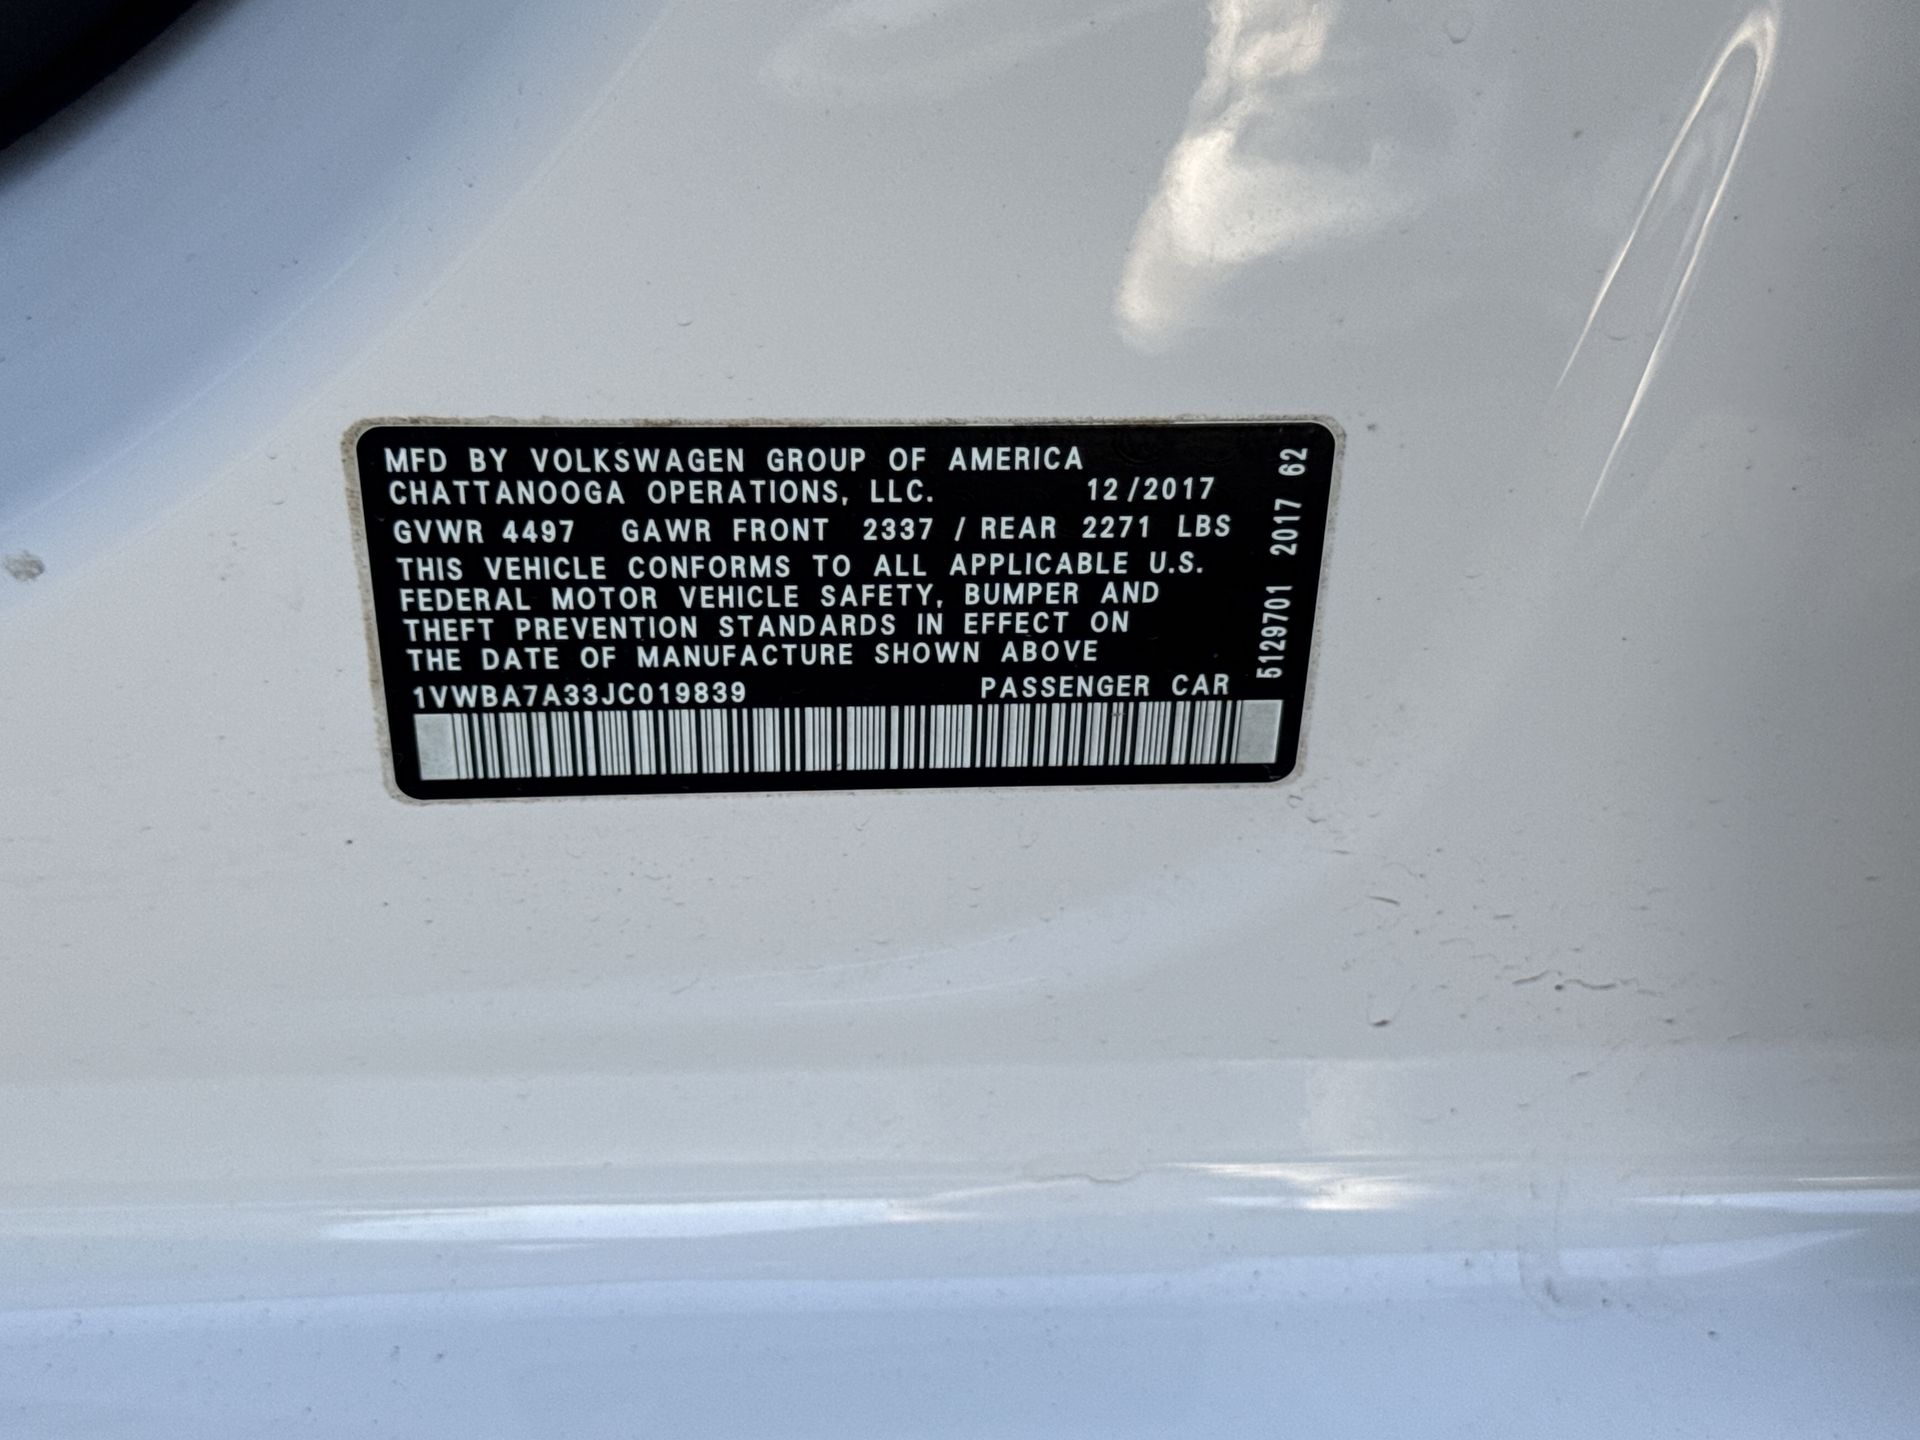 MFD BY VOLKSWAGEN GROUP OF AMERICA
CHATTANOOGA OPERATIONS, LLC. 12/2017
GVWR 4497 GAWR FRONT 2337 / REAR 2271 LBS
THIS VEHICLE CONFORMS TO ALL APPLICABLE U.S.
FEDERAL MOTOR VEHICLE SAFETY, BUMPER AND
THEFT PREVENTION STANDARDS IN EFFECT ON
THE DATE OF MANUFACTURE SHOWN ABOVE
1VWBA7A33JC019839 PASSENGER CAR
5129701 2017 62